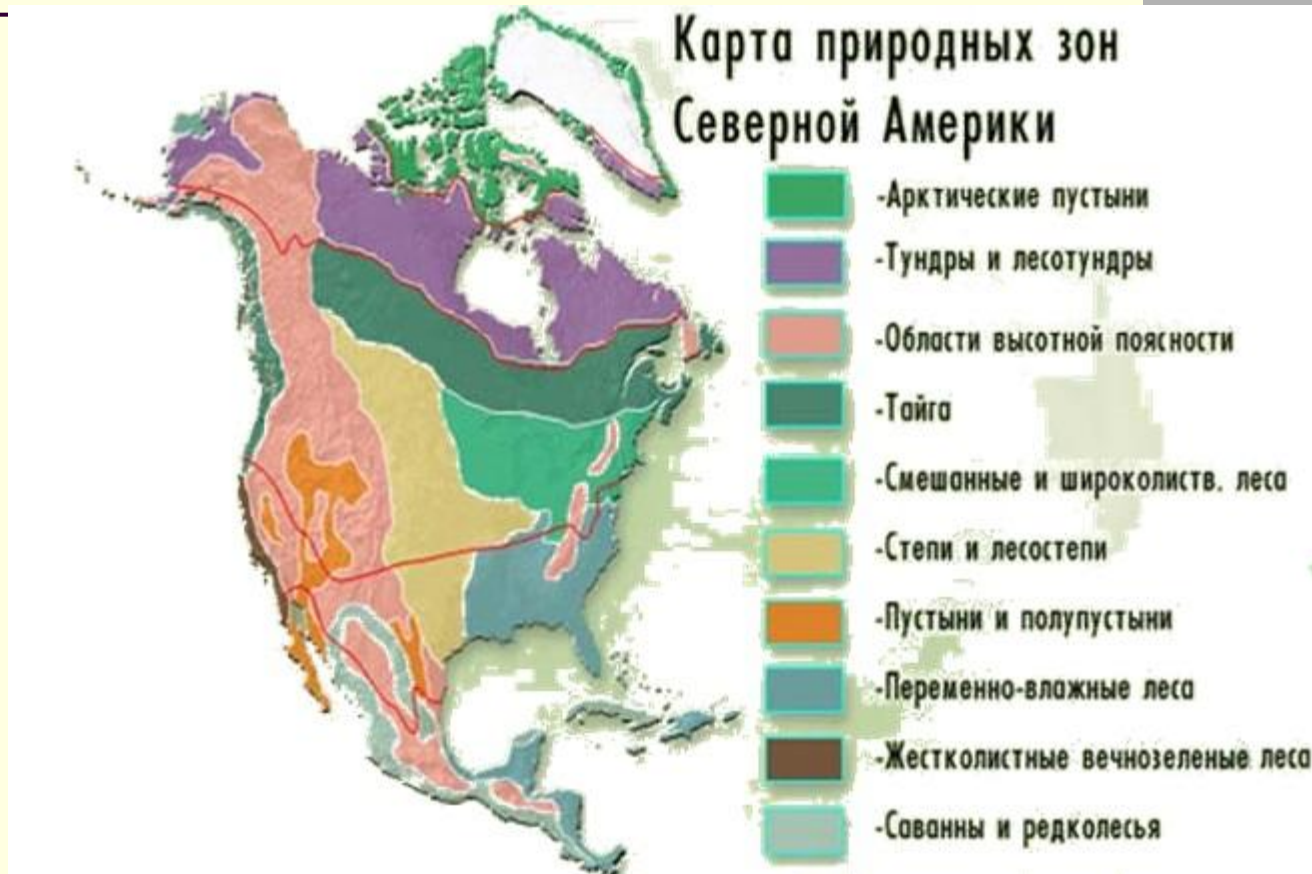 Карта природных зон
Северной Америки
-Арктические пустыни
-Тундры и лесотундры
-Области высотной поясности
-Тайга
-Смешанные и широколиств. леса
-Степи и лесостепи
-Пустыни и полупустыни
-Переменно-влажные леса
-Жестколистные вечнозеленые леса
-Саванны и редколесья